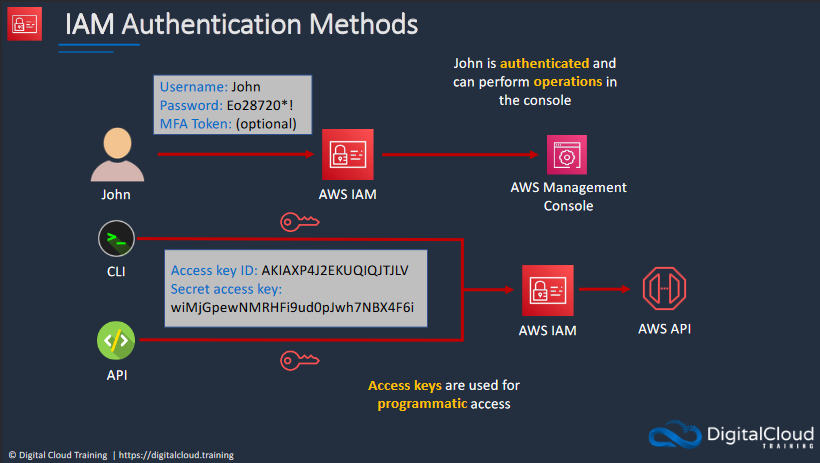 IAM Authentication Methods
John is authenticated and
can perform operations in
the console
Username: John
Password: Eo28720*!
MFA Token: (optional)
John
AWS IAM
AWS Management
Console
CLI
Access key ID: AKIAXP4J2EKUQIQJTJLV
Secret access key:
wiMjGpewNMRHFi9ud0pJwh7NBX4F6i
AWS IAM
AWS API
API
Access keys are used for
programmatic access
DigitalCloud
TRAINING
© Digital Cloud Training | https://digitalcloud.training